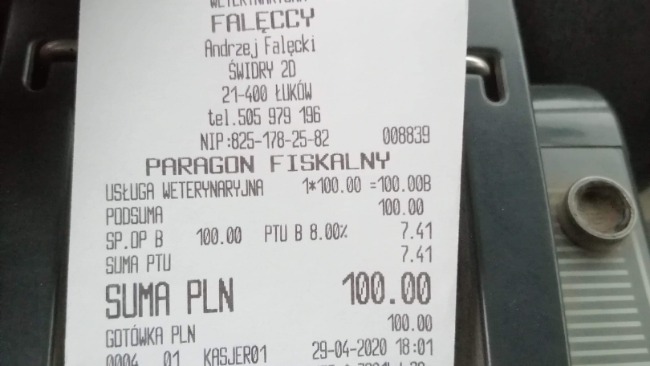 WETERYNARYJNA
FALĘCCY
Andrzej Falęcki
ŚWIDRY 2D
21-400 ŁUKÓW
tel.505 979 196
NIP:825-178-25-82 008839
PARAGON FISKALNY
USŁUGA WETERYNARYJNA 1*100.00 =100.00B
PODSUMA 100.00
SP.OP B 100.00 PTU B 8.00% 7.41
SUMA PTU 7.41
SUMA PLN 100.00
GOTÓWKA PLN 100.00
0004 01 KASJER01 29-04-2020 18:01